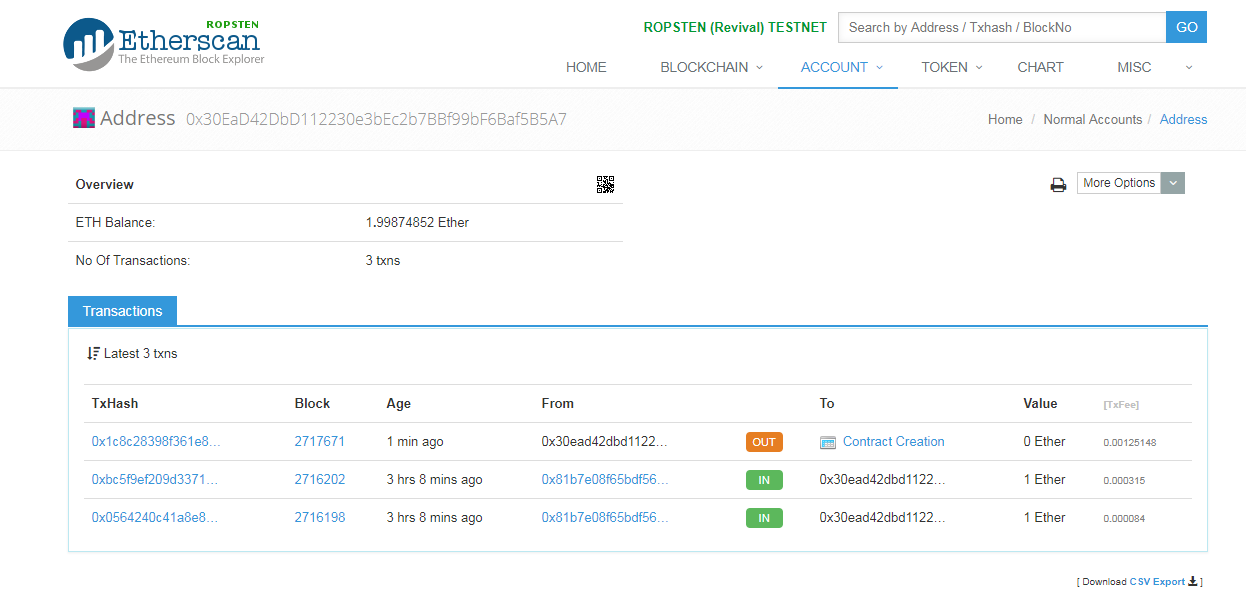 ROPSTEN
Etherscan
The Ethereum Block Explorer
ROPSTEN (Revival) TESTNET
Search by Address / Txhash / BlockNo
GO
HOME BLOCKCHAIN ACCOUNT TOKEN CHART MISC
Address 0x30EaD42DbD112230e3bEc2b7BBf99bF6Baf5B5A7
Home / Normal Accounts / Address
Overview
More Options
ETH Balance: 1.99874852 Ether
No Of Transactions: 3 txns
Transactions
Latest 3 txns
TxHash Block Age From To Value [TxFee]
0x1c8c28398f361e8... 2717671 1 min ago 0x30ead42dbd1122... OUT Contract Creation 0 Ether 0.00125148
0xbc5f9ef209d3371... 2716202 3 hrs 8 mins ago 0x81b7e08f65bdf56... IN 0x30ead42dbd1122... 1 Ether 0.000315
0x0564240c41a8e8... 2716198 3 hrs 8 mins ago 0x81b7e08f65bdf56... IN 0x30ead42dbd1122... 1 Ether 0.000084
[ Download CSV Export ]